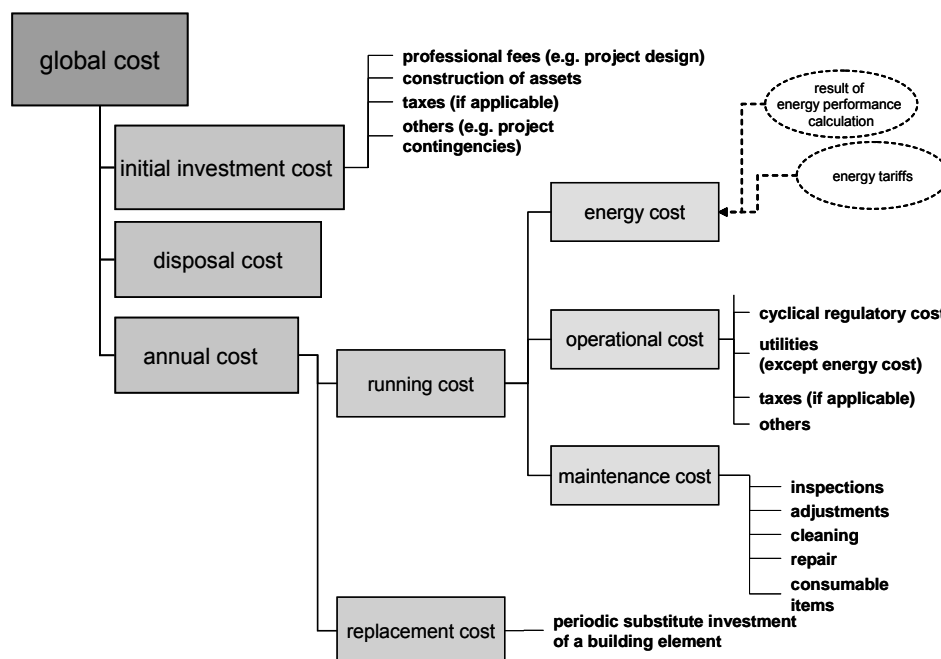 global cost
professional fees (e.g. project design)
construction of assets
taxes (if applicable)
others (e.g. project
contingencies)
initial investment cost
result of
energy performance
calculation
energy tariffs
energy cost
disposal cost
operational cost
cyclical regulatory cost
utilities
(except energy cost)
taxes (if applicable)
others
annual cost
running cost
maintenance cost
inspections
adjustments
cleaning
repair
consumable
items
replacement cost
periodic substitute investment
of a building element